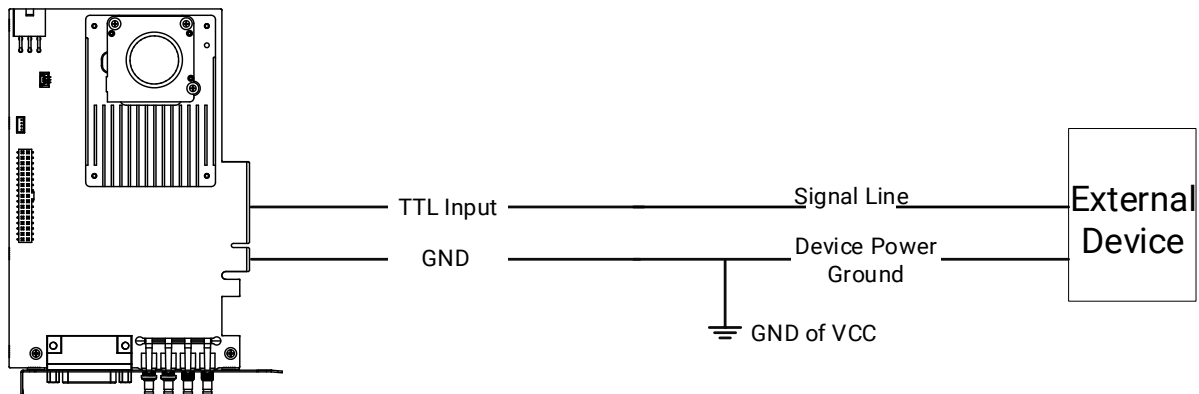 TTL Input
Signal Line
External
Device
GND
Device Power
Ground
GND of VCC